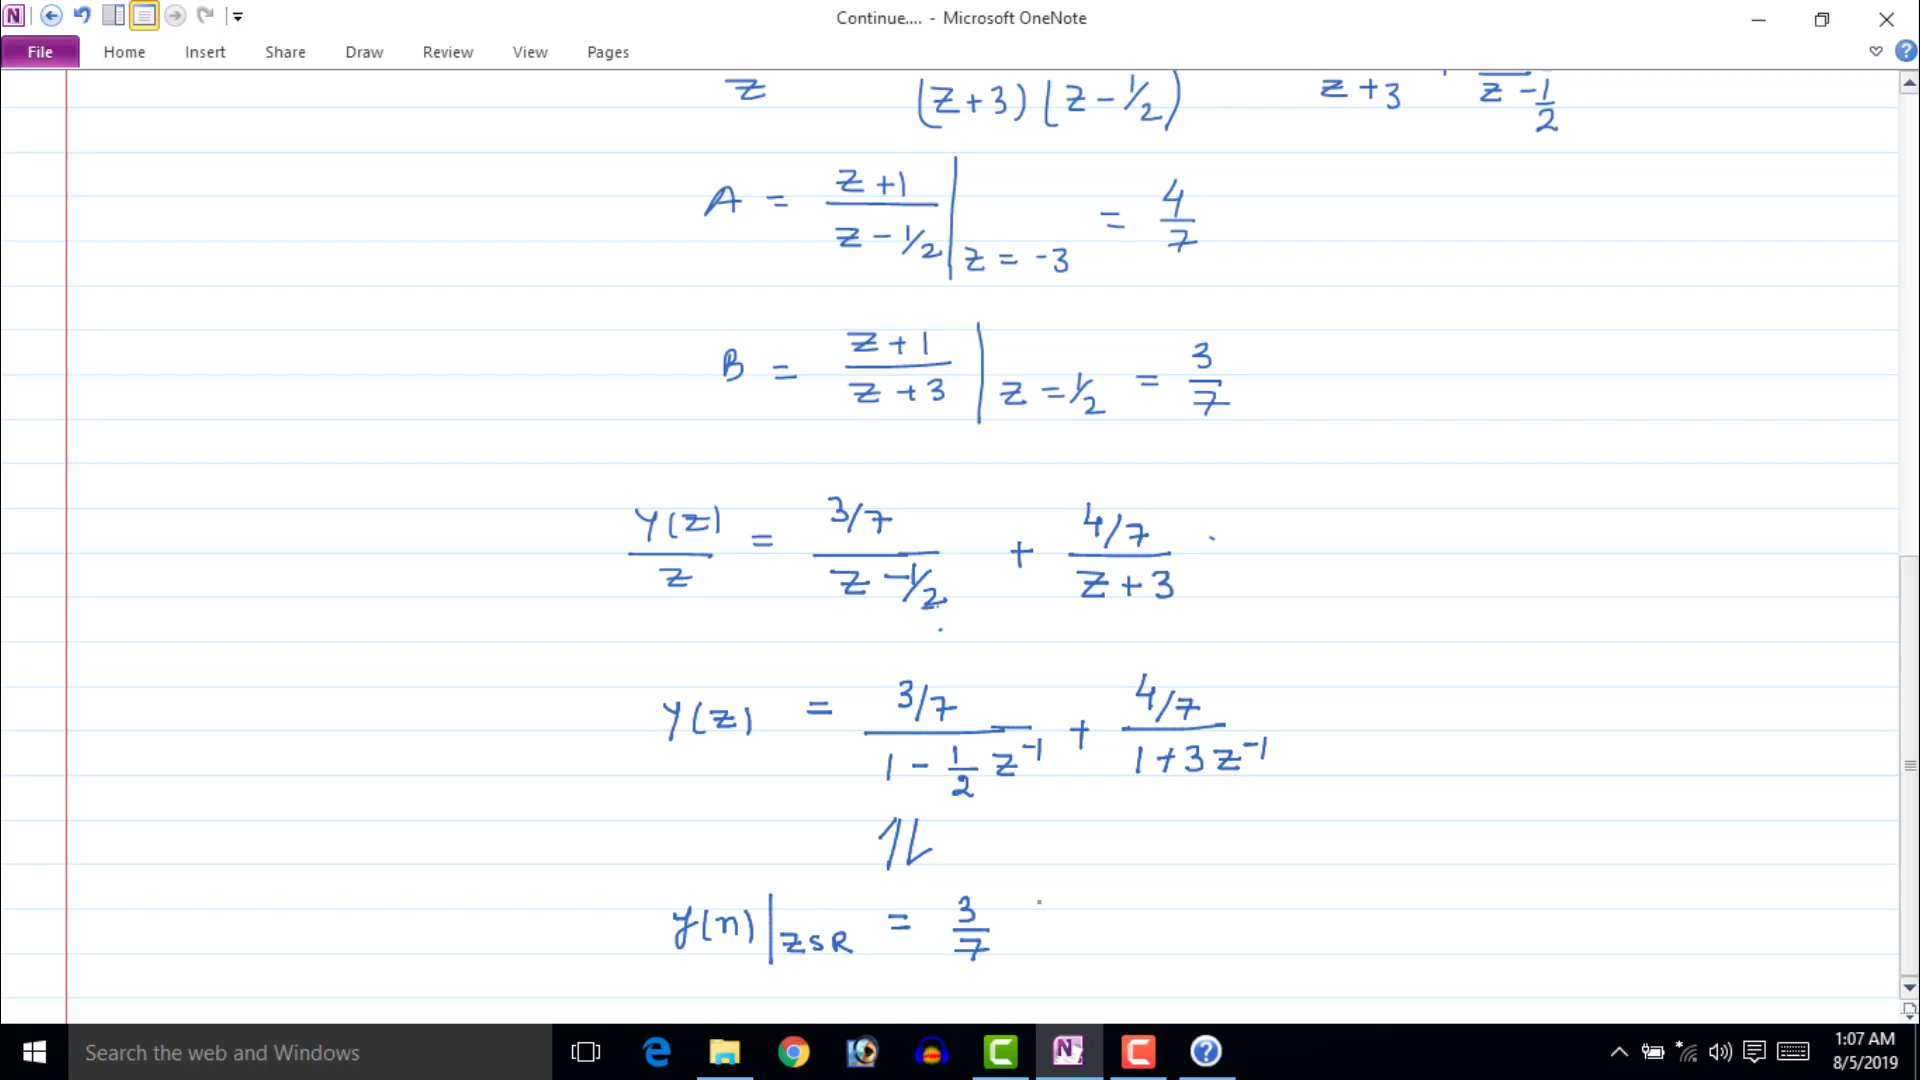 Continue.... - Microsoft OneNote
File Home Insert Share Draw Review View Pages
z (z+3)(z-1/2) z+3 + z-1/2
A = z+1 / z-1/2 | z=-3 = 4/7
B = z+1 / z+3 | z=1/2 = 3/7
Y(z)/z = 3/7 / z-1/2 + 4/7 / z+3
Y(z) = 3/7 / 1-1/2 z^-1 + 4/7 / 1+3z^-1
y(n)|ZSR = 3/7
Search the web and Windows
1:07 AM
8/5/2019